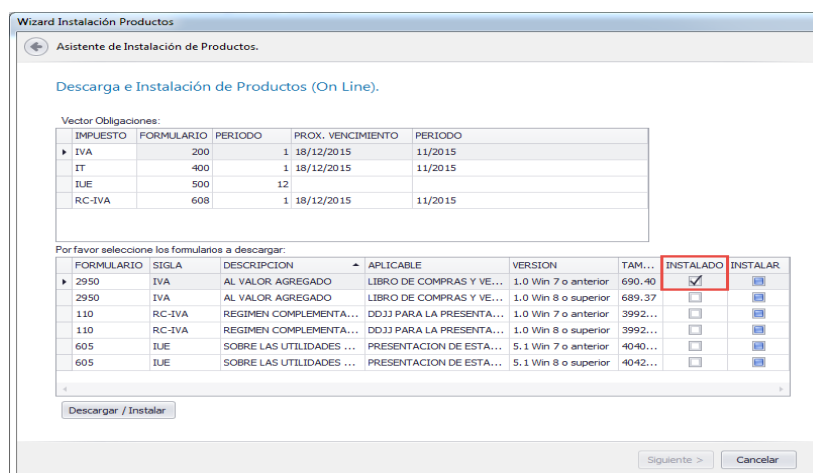 Wizard Instalación Productos
Asistente de Instalación de Productos.
Descarga e Instalación de Productos (On Line).
Vector Obligaciones:
IMPUESTO FORMULARIO PERIODO PROX. VENCIMIENTO PERIODO
IVA 200 1 18/12/2015 11/2015
IT 400 1 18/12/2015 11/2015
IUE 500 12
RC-IVA 608 1 18/12/2015 11/2015
Por favor seleccione los formularios a descargar:
FORMULARIO SIGLA DESCRIPCION APLICABLE VERSION TAM... INSTALADO INSTALAR
2950 IVA AL VALOR AGREGADO LIBRO DE COMPRAS Y VE... 1.0 Win 7 o anterior 690.40
2950 IVA AL VALOR AGREGADO LIBRO DE COMPRAS Y VE... 1.0 Win 8 o superior 689.37
110 RC-IVA REGIMEN COMPLEMENTA... DDJJ PARA LA PRESENTA... 1.0 Win 7 o anterior 3992...
110 RC-IVA REGIMEN COMPLEMENTA... DDJJ PARA LA PRESENTA... 1.0 Win 8 o superior 3992...
605 IUE SOBRE LAS UTILIDADES ... PRESENTACION DE ESTA... 5.1 Win 7 o anterior 4040...
605 IUE SOBRE LAS UTILIDADES ... PRESENTACION DE ESTA... 5.1 Win 8 o superior 4042...
Descargar / Instalar
Siguiente > Cancelar